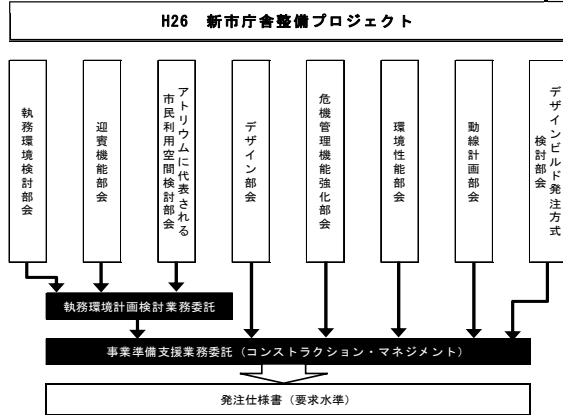 H26　新市庁舎整備プロジェクト
執務環境検討部会
迎賓機能部会
アトリウムに代表される
市民利用空間検討部会
デザイン部会
危機管理機能強化部会
環境性能部会
動線計画部会
デザインビルド発注方式
検討部会
執務環境計画検討業務委託
事業準備支援業務委託（コンストラクション・マネジメント）
発注仕様書（要求水準）